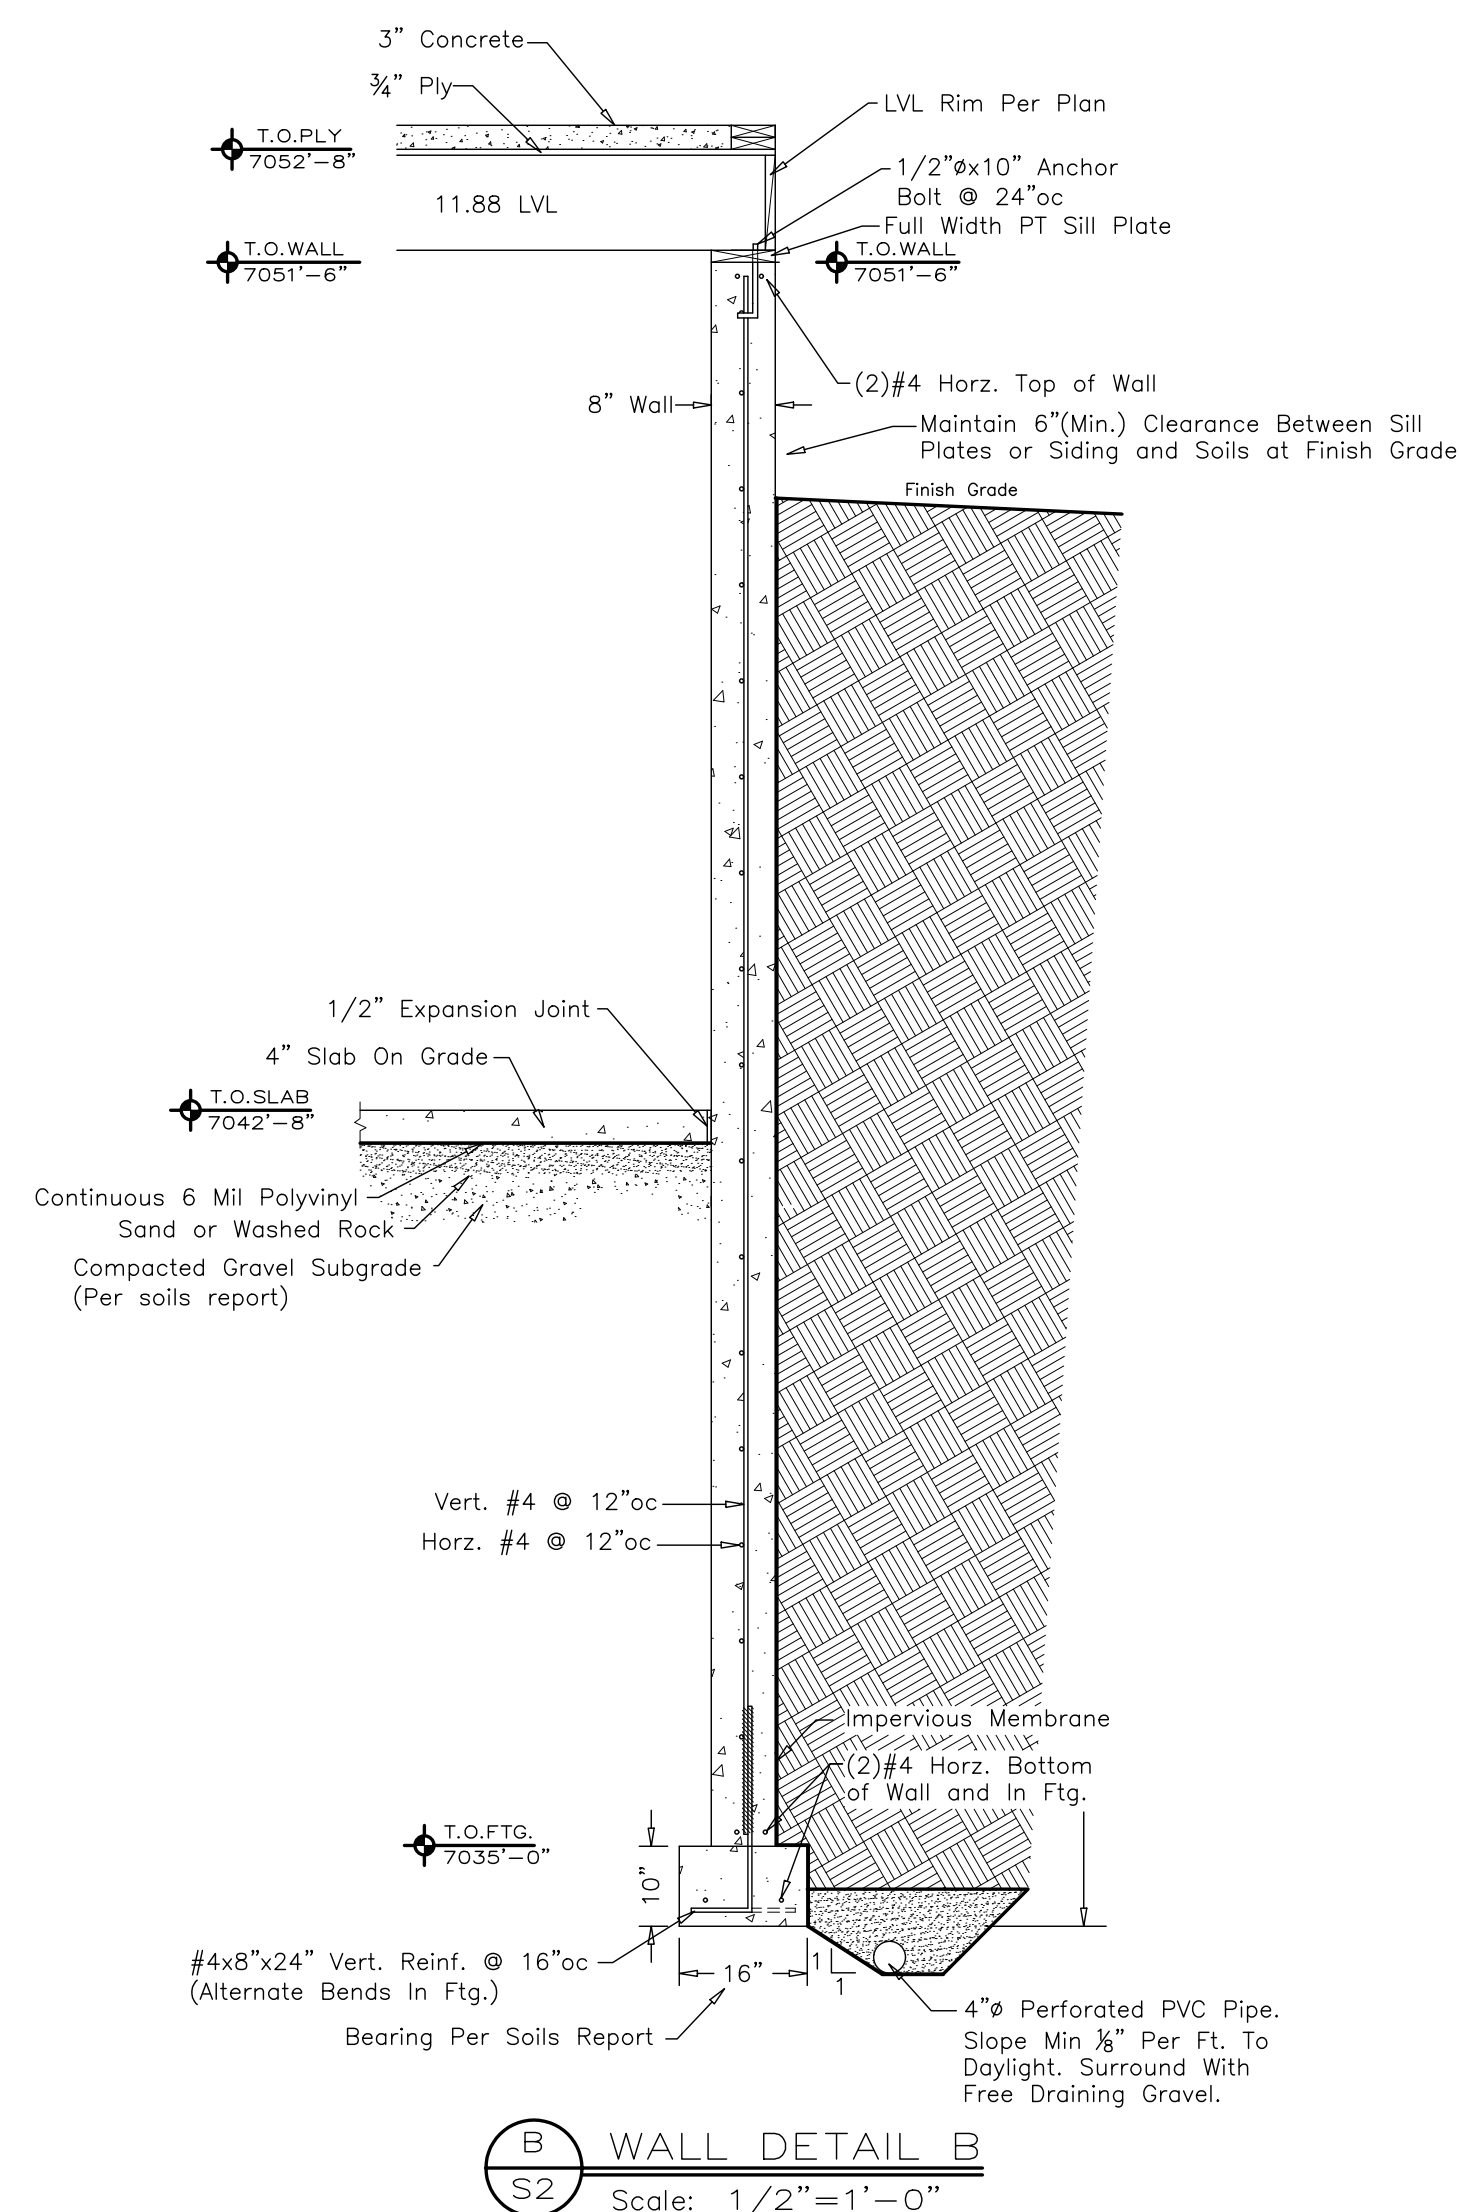 3” Concrete
¾” Ply
T.O.PLY
7052’-8”
LVL Rim Per Plan
1/2”øx10” Anchor
Bolt @ 24”oc
11.88 LVL
Full Width PT Sill Plate
T.O.WALL
7051’-6”
T.O.WALL
7051’-6”
(2)#4 Horz. Top of Wall
8” Wall
Maintain 6”(Min.) Clearance Between Sill
Plates or Siding and Soils at Finish Grade
Finish Grade
1/2” Expansion Joint
4” Slab On Grade
T.O.SLAB
7042’-8”
Continuous 6 Mil Polyvinyl
Sand or Washed Rock
Compacted Gravel Subgrade
(Per soils report)
Vert. #4 @ 12”oc
Horz. #4 @ 12”oc
Impervious Membrane
(2)#4 Horz. Bottom
of Wall and In Ftg.
T.O.FTG.
7035’-0”
10”
#4x8”x24” Vert. Reinf. @ 16”oc
(Alternate Bends In Ftg.)
16”
1
1
Bearing Per Soils Report
4”ø Perforated PVC Pipe.
Slope Min ⅛” Per Ft. To
Daylight. Surround With
Free Draining Gravel.
B
S2
WALL DETAIL B
Scale: 1/2”=1’-0”